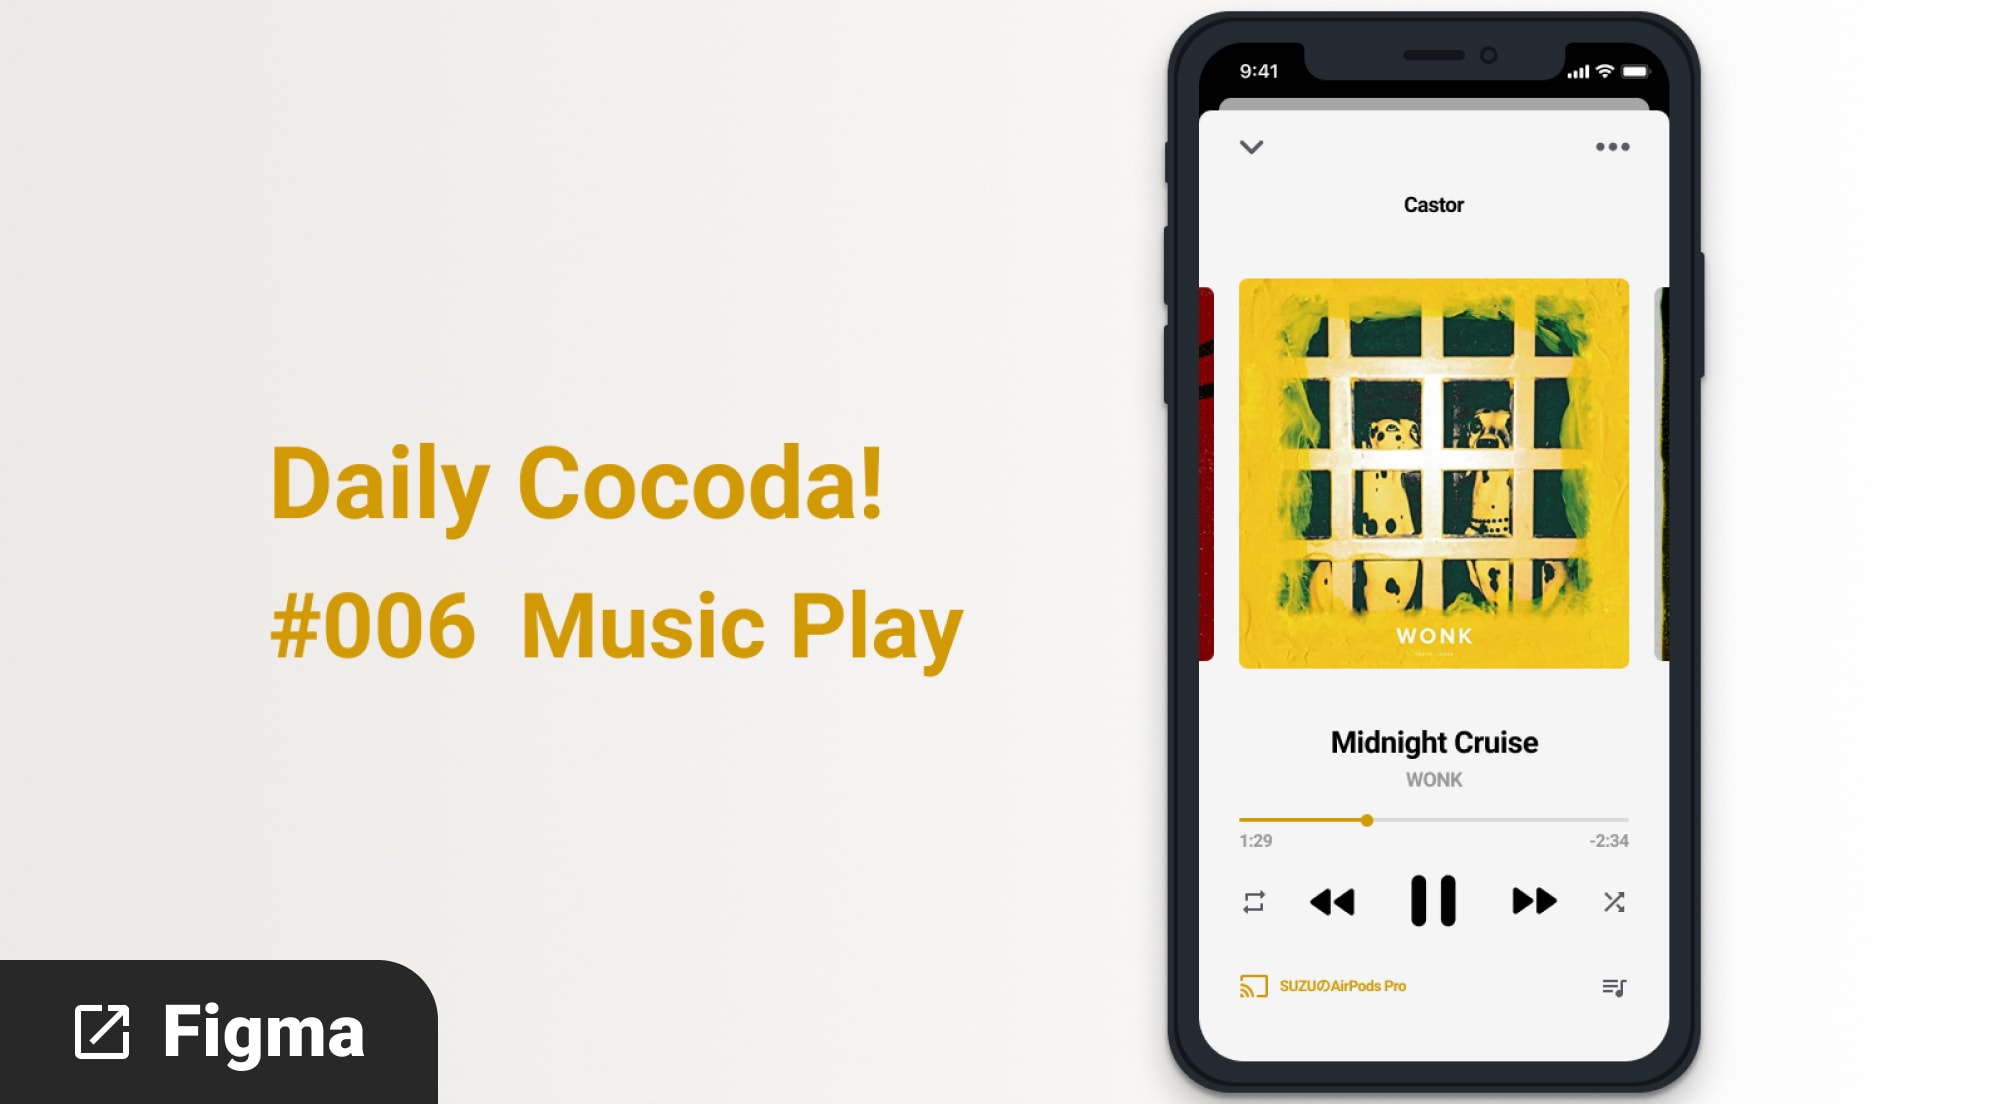 Daily Cocoda!
#006 Music Play
Figma
9:41
Castor
WONK
Midnight Cruise
WONK
1:29
-2:34
SUZUのAirPods Pro